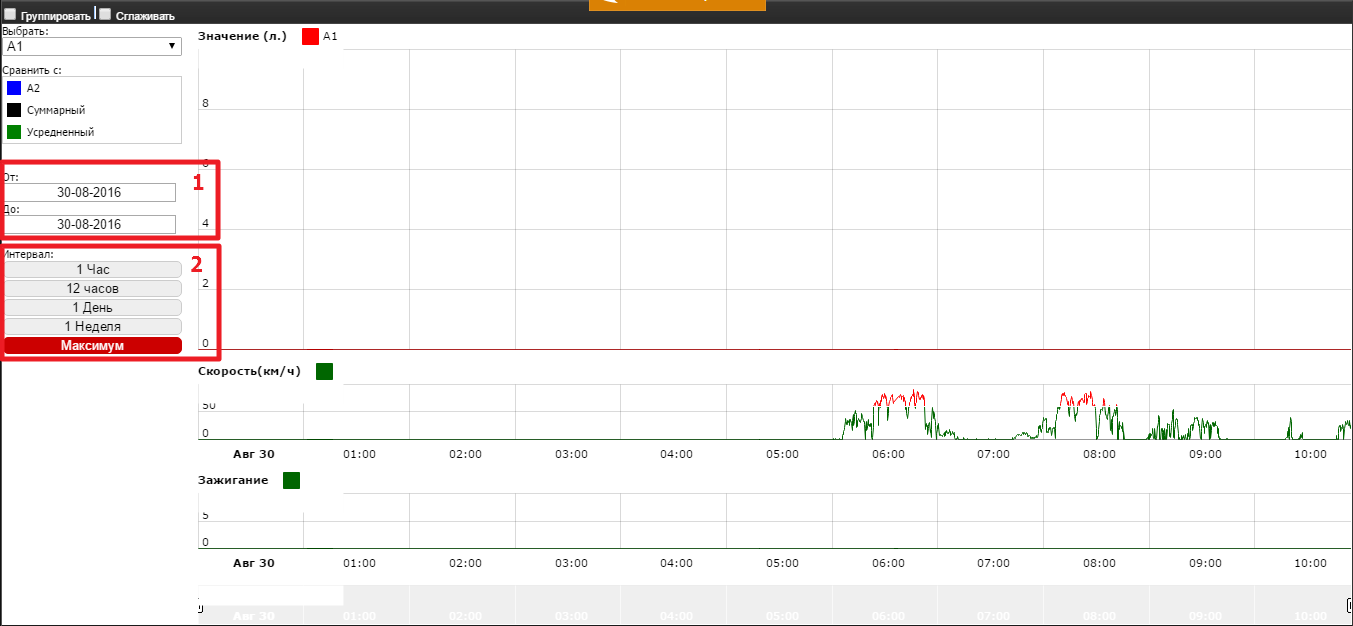 Группировать Сглаживать
Выбрать:
A1
Сравнить с:
A2
Суммарный
Усредненный
От:
30-08-2016
До:
30-08-2016
1
Интервал:
1 Час
12 часов
1 День
1 Неделя
Максимум
2
Значение (л.) A1
8
6
4
2
0
Скорость(км/ч)
50
0
Авг 30 01:00 02:00 03:00 04:00 05:00 06:00 07:00 08:00 09:00 10:00
Зажигание
5
0
Авг 30 01:00 02:00 03:00 04:00 05:00 06:00 07:00 08:00 09:00 10:00
Авг 30 01:00 02:00 03:00 04:00 05:00 06:00 07:00 08:00 09:00 10:00